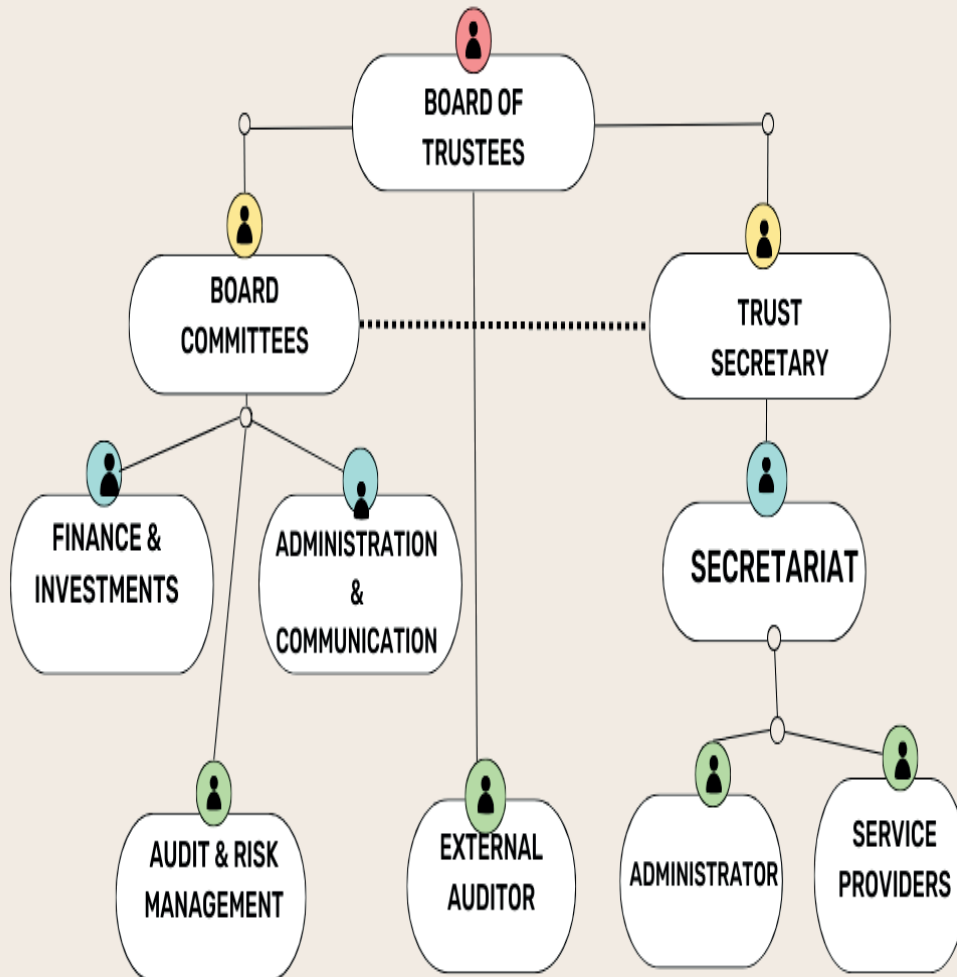 BOARD OF
TRUSTEES
BOARD
COMMITTEES
TRUST
SECRETARY
FINANCE &
INVESTMENTS
ADMINISTRATION
&
COMMUNICATION
SECRETARIAT
AUDIT & RISK
MANAGEMENT
EXTERNAL
AUDITOR
ADMINISTRATOR
SERVICE
PROVIDERS